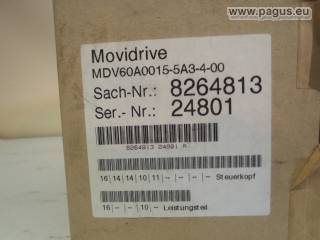 www.pagus.eu
Movidrive
MDV60A0015-5A3-4-00
Sach-Nr.: 8264813
Ser.- Nr.: 24801
8264813 24801 M
16 14 14 10 11 - - - - Steuerkopf
16 - - 10 - Leistungsteil